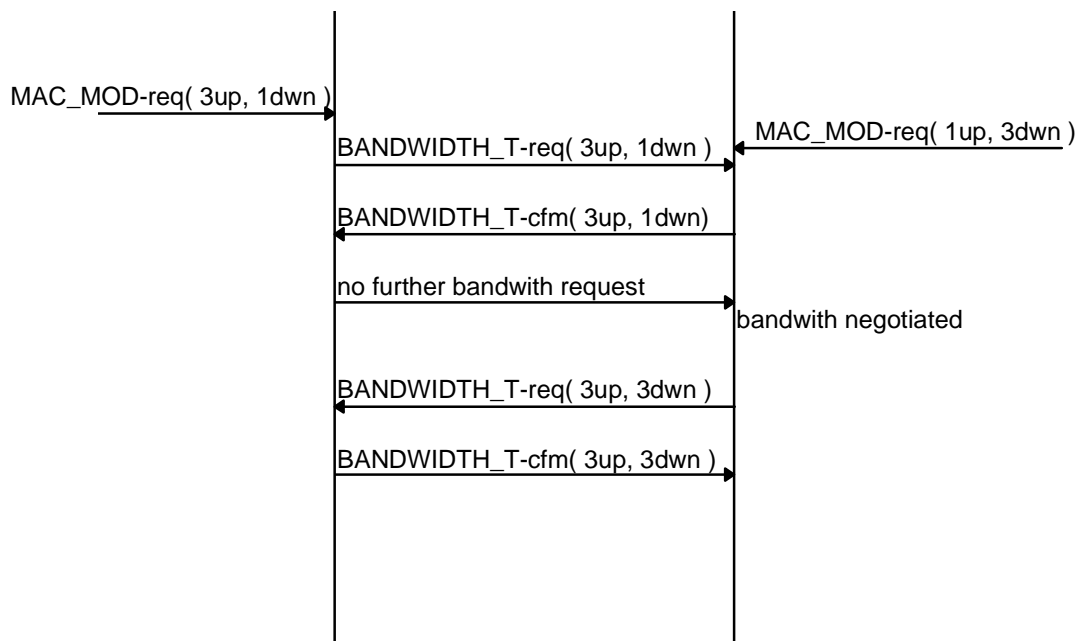 MAC_MOD-req( 3up, 1dwn )
MAC_MOD-req( 1up, 3dwn )
BANDWIDTH_T-req( 3up, 1dwn )
BANDWIDTH_T-cfm( 3up, 1dwn)
no further bandwith request
bandwith negotiated
BANDWIDTH_T-req( 3up, 3dwn )
BANDWIDTH_T-cfm( 3up, 3dwn )